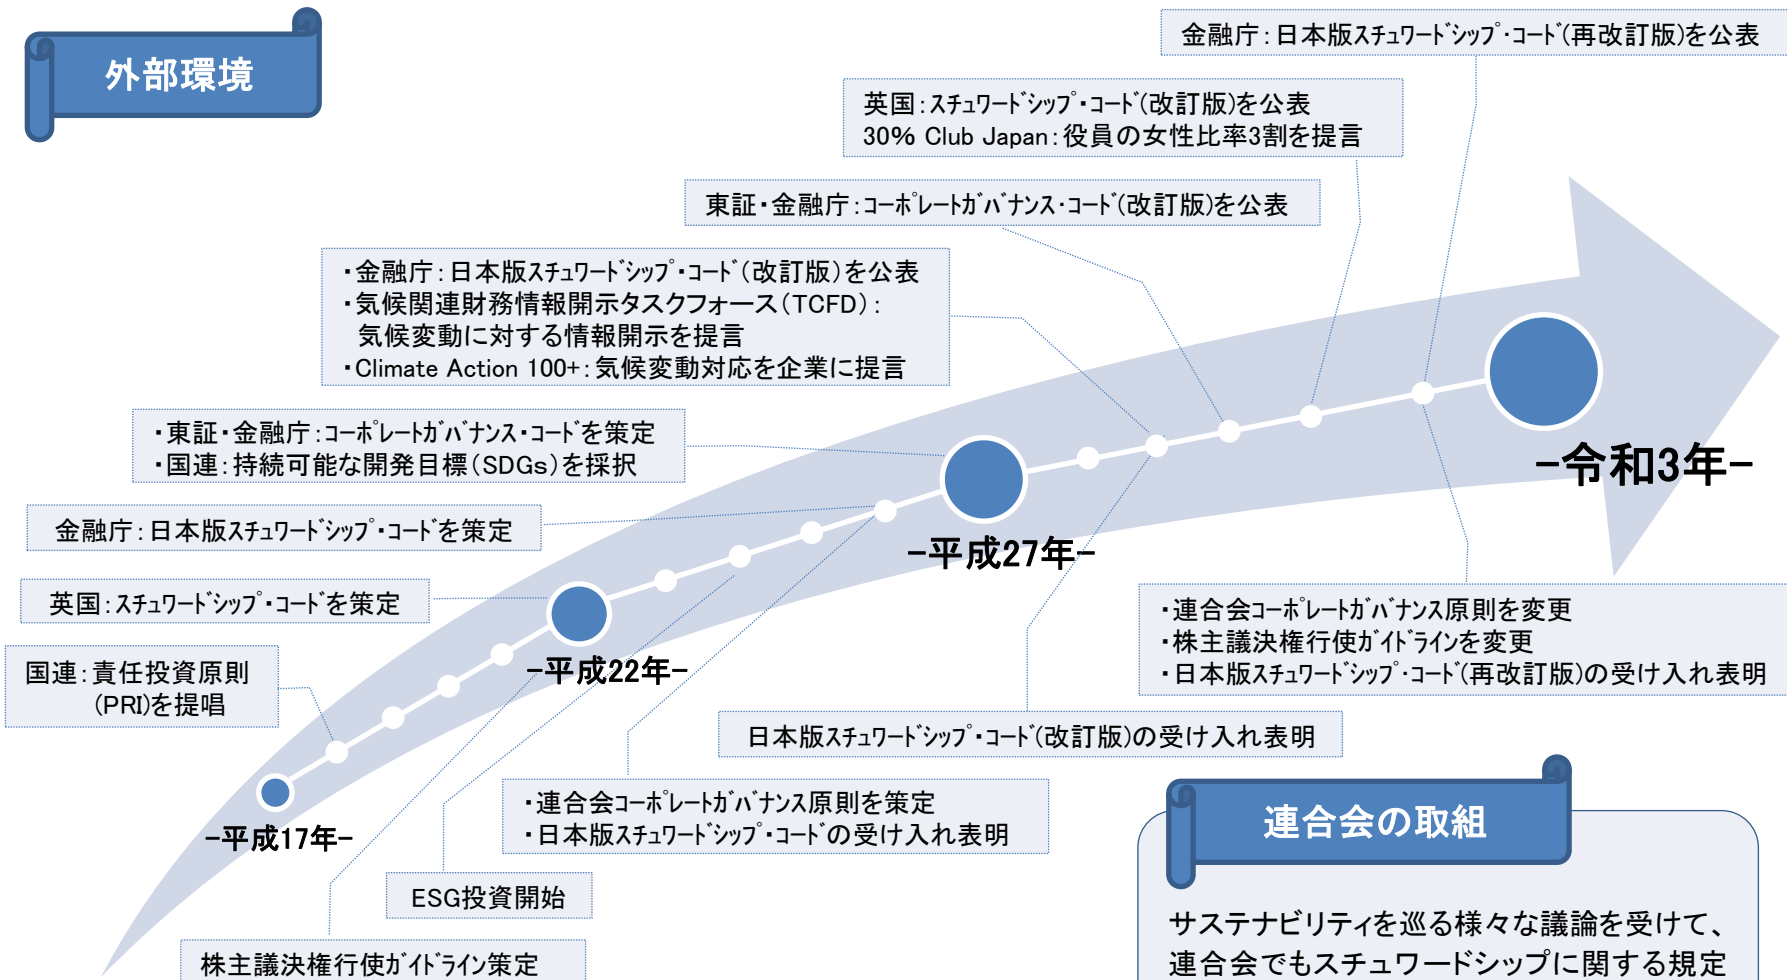 外部環境
金融庁：日本版スチュワードシップ・コード(再改訂版)を公表
英国：スチュワードシップ・コード(改訂版)を公表
30% Club Japan：役員の女性比率3割を提言
東証・金融庁：コーポレートガバナンス・コード(改訂版)を公表
・金融庁：日本版スチュワードシップ・コード（改訂版）を公表
・気候関連財務情報開示タスクフォース（TCFD）：
気候変動に対する情報開示を提言
・Climate Action 100+：気候変動対応を企業に提言
・東証・金融庁：コーポレートガバナンス・コードを策定
・国連：持続可能な開発目標（SDGs）を採択
金融庁：日本版スチュワードシップ・コードを策定
英国：スチュワードシップ・コードを策定
国連：責任投資原則
(PRI)を提唱
-令和3年-
-平成27年-
-平成22年-
-平成17年-
・連合会コーポレートガバナンス原則を変更
・株主議決権行使ガイドラインを変更
・日本版スチュワードシップ・コード(再改訂版)の受け入れ表明
日本版スチュワードシップ・コード(改訂版)の受け入れ表明
・連合会コーポレートガバナンス原則を策定
・日本版スチュワードシップ・コードの受け入れ表明
ESG投資開始
株主議決権行使ガイドライン策定
連合会の取組
サステナビリティを巡る様々な議論を受けて、
連合会でもスチュワードシップに関する規定